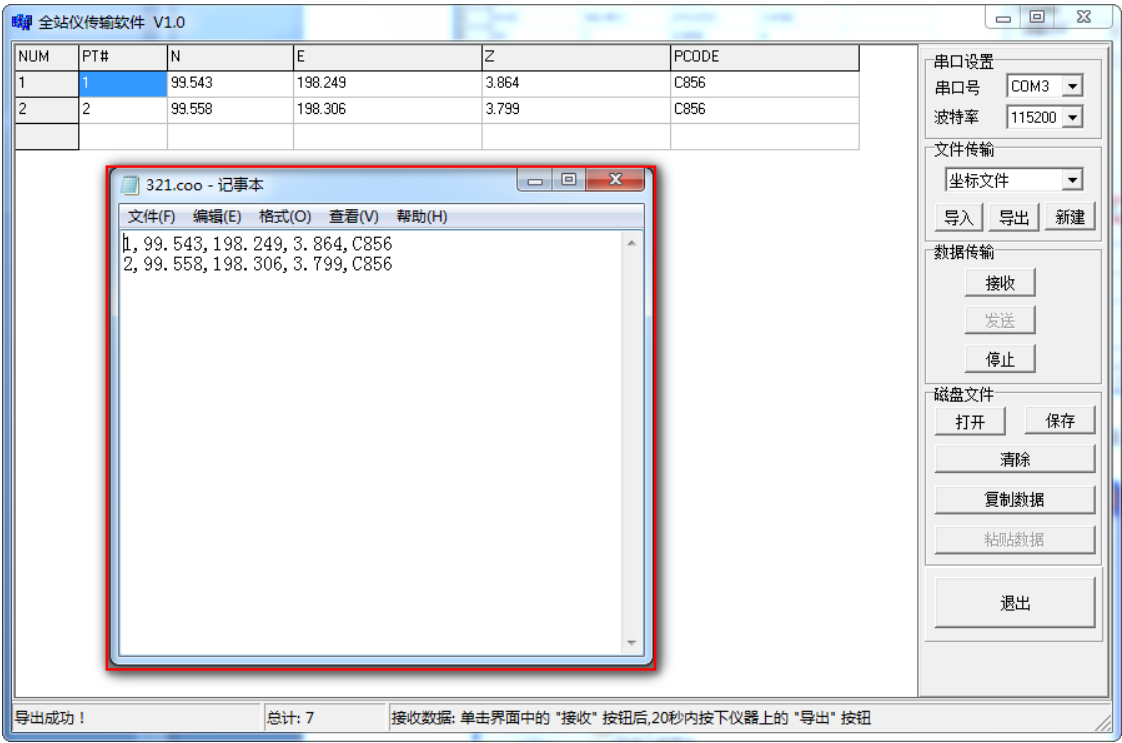 全站仪传输软件 V1.0
NUM PT# N E Z PCODE
1 1 99.543 198.249 3.864 C856
2 2 99.558 198.306 3.799 C856
321.coo - 记事本
文件(F) 编辑(E) 格式(O) 查看(V) 帮助(H)
1,99.543,198.249,3.864,C856
2,99.558,198.306,3.799,C856
串口设置
串口号 COM3
波特率 115200
文件传输
坐标文件
导入 导出 新建
数据传输
接收
发送
停止
磁盘文件
打开 保存
清除
复制数据
粘贴数据
退出
导出成功！ 总计: 7 接收数据: 单击界面中的 "接收" 按钮后,20秒内按下仪器上的 "导出" 按钮